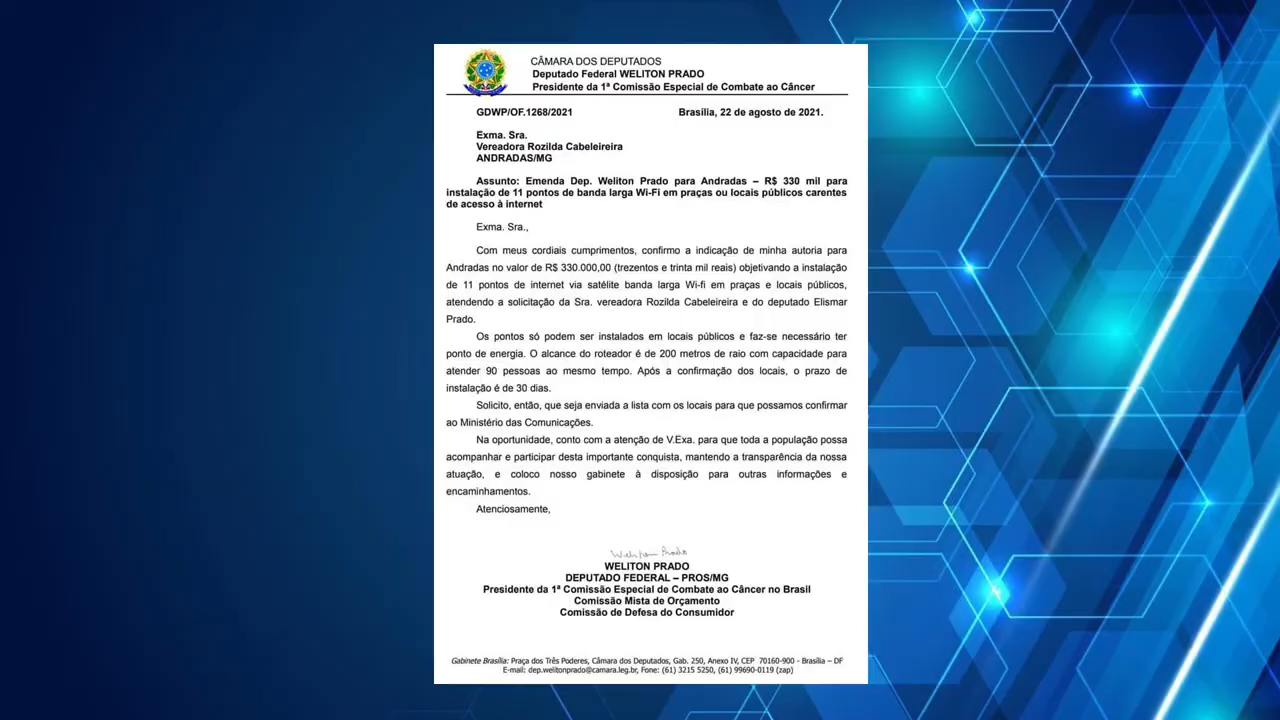 CÂMARA DOS DEPUTADOS
Deputado Federal WELITON PRADO
Presidente da 1ª Comissão Especial de Combate ao Câncer
GDWP/OF.1268/2021 Brasília, 22 de agosto de 2021.
Exma. Sra.
Vereadora Rozilda Cabeleireira
ANDRADAS/MG
Assunto: Emenda Dep. Weliton Prado para Andradas – R$ 330 mil para
instalação de 11 pontos de banda larga Wi-Fi em praças ou locais públicos carentes
de acesso à internet
Exma. Sra.,
Com meus cordiais cumprimentos, confirmo a indicação de minha autoria para
Andradas no valor de R$ 330.000,00 (trezentos e trinta mil reais) objetivando a instalação
de 11 pontos de internet via satélite banda larga Wi-fi em praças e locais públicos,
atendendo a solicitação da Sra. vereadora Rozilda Cabeleireira e do deputado Elismar
Prado.
Os pontos só podem ser instalados em locais públicos e faz-se necessário ter
ponto de energia. O alcance do roteador é de 200 metros de raio com capacidade para
atender 90 pessoas ao mesmo tempo. Após a confirmação dos locais, o prazo de
instalação é de 30 dias.
Solicito, então, que seja enviada a lista com os locais para que possamos confirmar
ao Ministério das Comunicações.
Na oportunidade, conto com a atenção de V.Exa. para que toda a população possa
acompanhar e participar desta importante conquista, mantendo a transparência da nossa
atuação, e coloco nosso gabinete à disposição para outras informações e
encaminhamentos.
Atenciosamente,
Weliton Prado
WELITON PRADO
DEPUTADO FEDERAL – PROS/MG
Presidente da 1ª Comissão Especial de Combate ao Câncer no Brasil
Comissão Mista de Orçamento
Comissão de Defesa do Consumidor
Gabinete Brasília: Praça dos Três Poderes, Câmara dos Deputados, Gab. 250, Anexo IV, CEP 70160-900 - Brasília – DF
E-mail: dep.welitonprado@camara.leg.br, Fone: (61) 3215 5250, (61) 99690-0119 (zap)